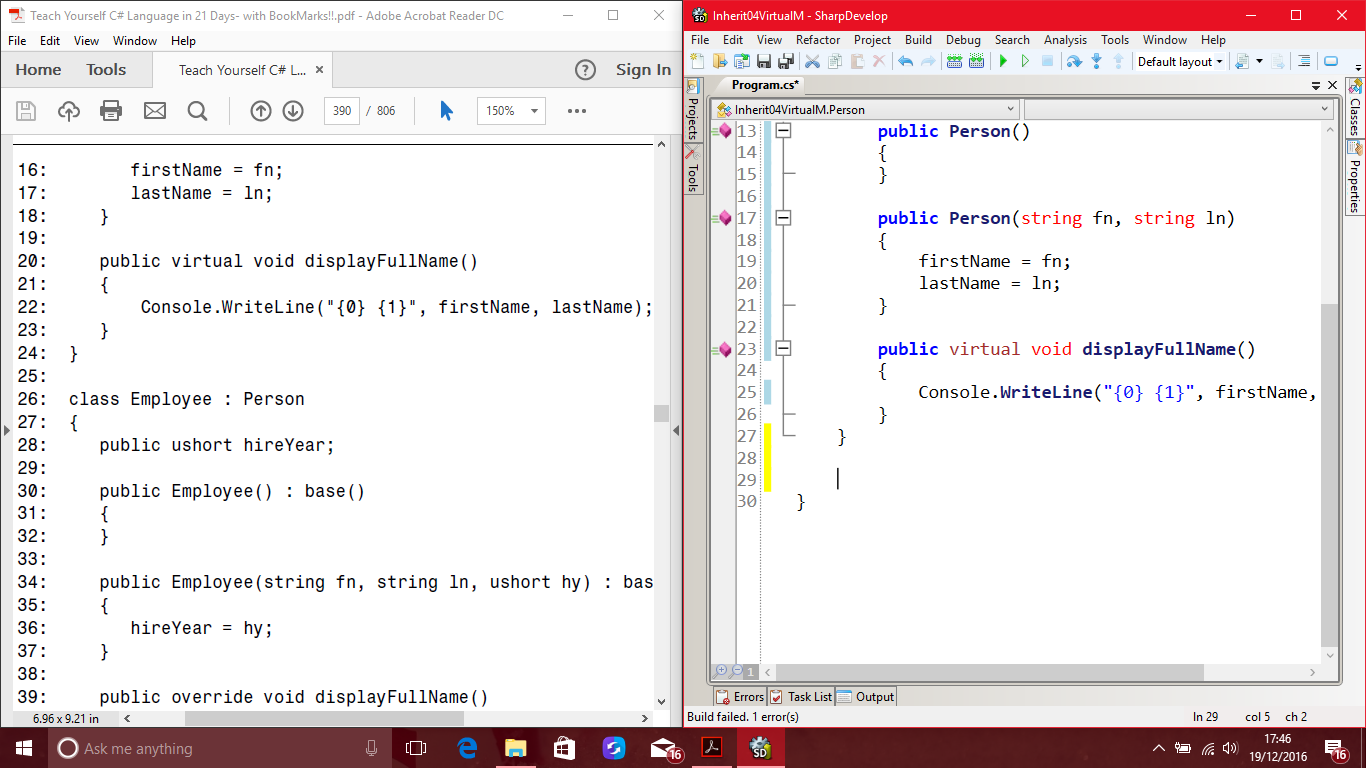 Teach Yourself C# Language in 21 Days- with BookMarks!!.pdf - Adobe Acrobat Reader DC
File Edit View Window Help
Home Tools Teach Yourself C# L... × ? Sign In
390 / 806 150%
16: firstName = fn;
17: lastName = ln;
18: }
19:
20: public virtual void displayFullName()
21: {
22: Console.WriteLine("{0} {1}", firstName, lastName);
23: }
24: }
25:
26: class Employee : Person
27: {
28: public ushort hireYear;
29:
30: public Employee() : base()
31: {
32: }
33:
34: public Employee(string fn, string ln, ushort hy) : bas
35: {
36: hireYear = hy;
37: }
38:
39: public override void displayFullName()
6.96 x 9.21 in
Inherit04VirtualM - SharpDevelop
File Edit View Refactor Project Build Debug Search Analysis Tools Window Help
Default layout
Projects
Tools
Program.cs*
Inherit04VirtualM.Person
13 public Person()
14 {
15 }
16
17 public Person(string fn, string ln)
18 {
19 firstName = fn;
20 lastName = ln;
21 }
22
23 public virtual void displayFullName()
24 {
25 Console.WriteLine("{0} {1}", firstName,
26 }
27 }
28
29
30 }
1
Classes
Properties
Errors Task List Output
Build failed. 1 error(s) ln 29 col 5 ch 2
Ask me anything
16
SD
17:46
19/12/2016
16